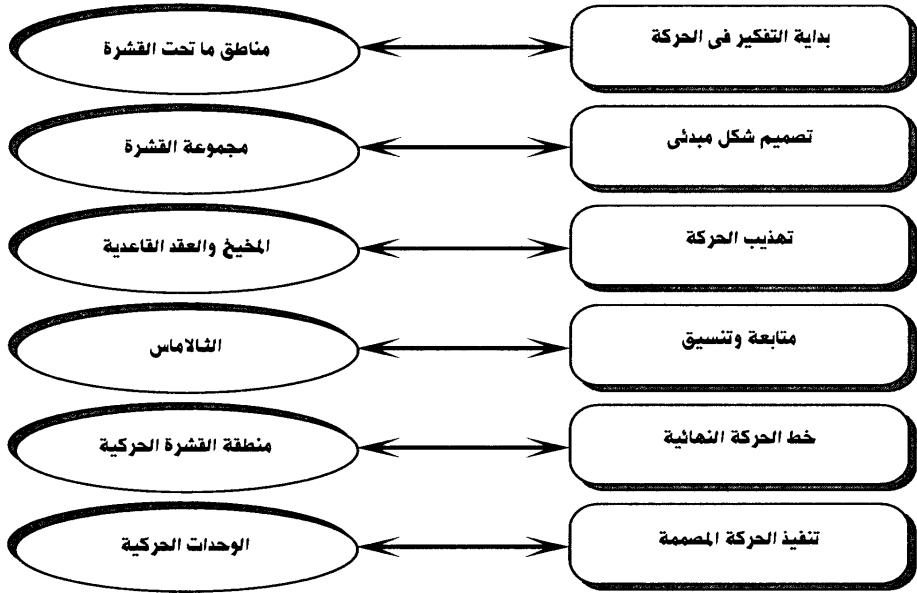 بداية التفكير فى الحركة
مناطق ما تحت القشرة
تصميم شكل مبدئى
مجموعة القشرة
تهذيب الحركة
المخيخ والعقد القاعدية
متابعة وتنسيق
الثالاماس
خط الحركة النهائية
منطقة القشرة الحركية
تنفيذ الحركة المصممة
الوحدات الحركية